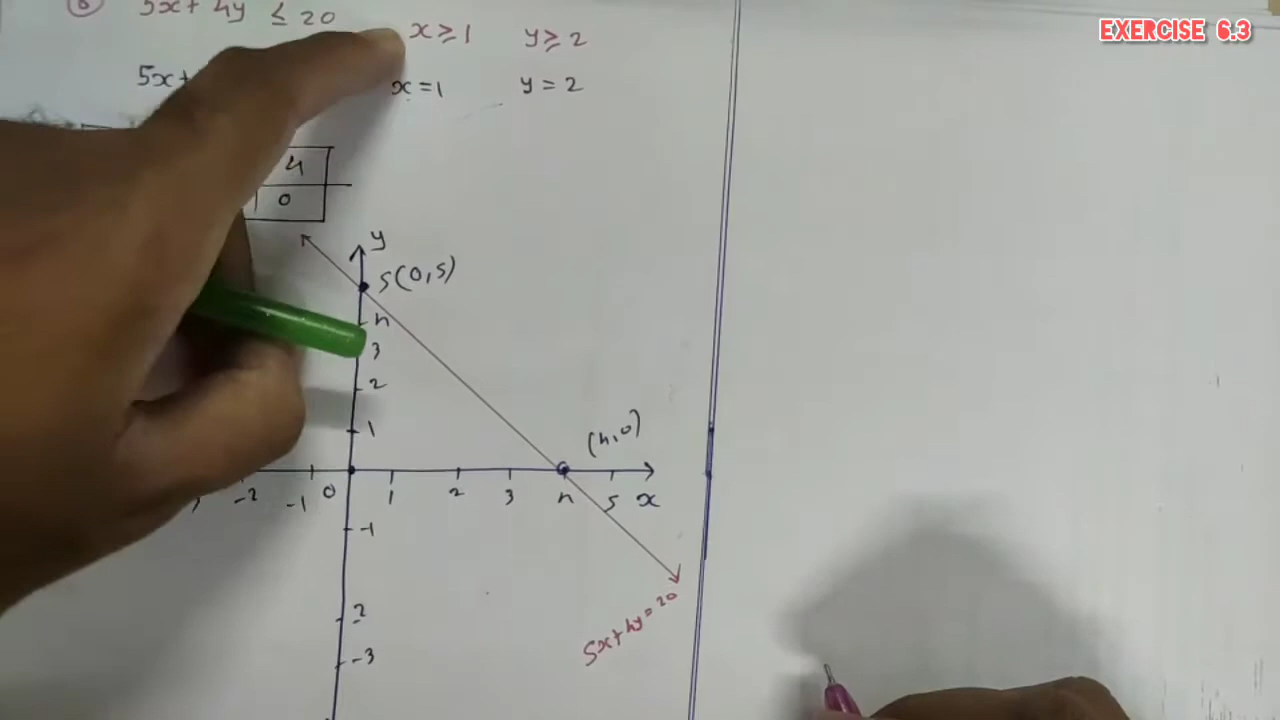 EXERCISE 6.3
⑥ 5x + 4y ≤ 20 x ≥ 1 y ≥ 2
5x + x = 1 y = 2
4
0
y
5(0,5)
4
3
2
1
(4,0)
-2 -1 0 1 2 3 4 5 x
-1
2
-3
5x+4y=20